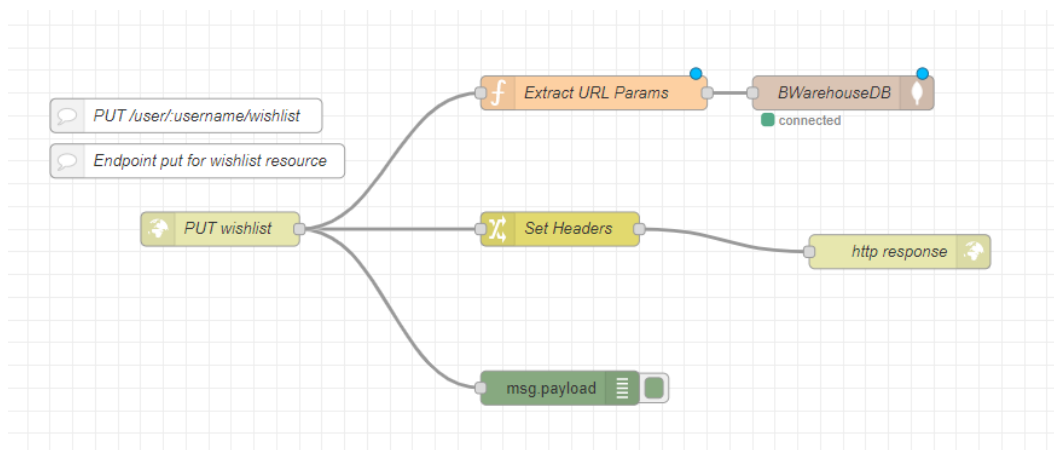 Extract URL Params
BWarehouseDB
connected
PUT /user/:username/wishlist
Endpoint put for wishlist resource
PUT wishlist
Set Headers
http response
msg.payload